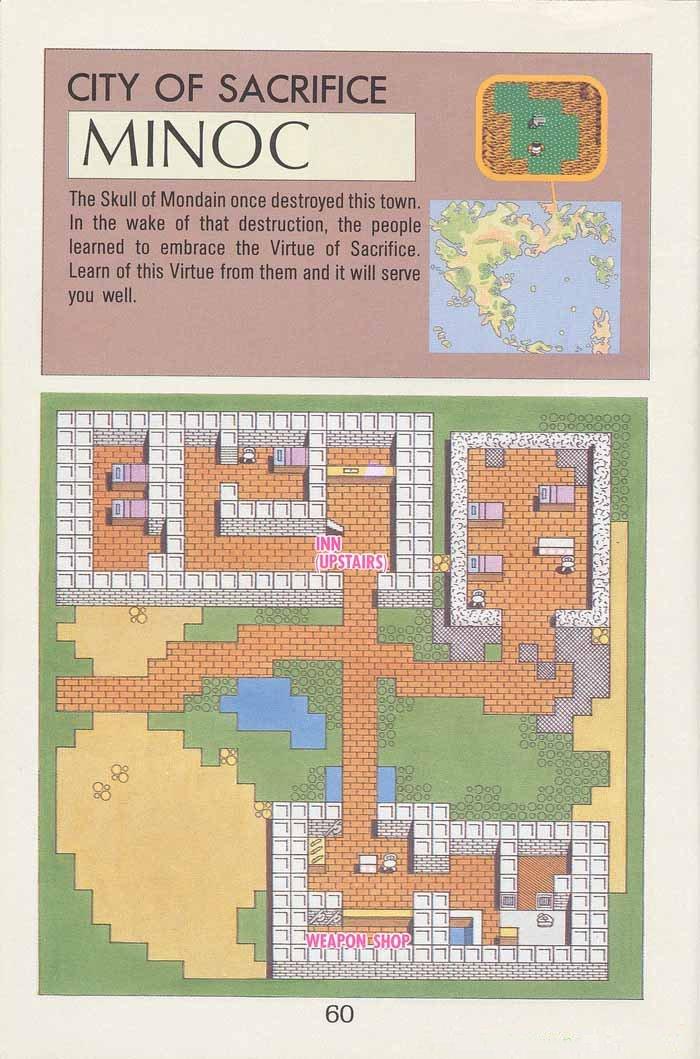 CITY OF SACRIFICE
MINOC
The Skull of Mondain once destroyed this town.
In the wake of that destruction, the people
learned to embrace the Virtue of Sacrifice.
Learn of this Virtue from them and it will serve
you well.
INN
(UPSTAIRS)
WEAPON SHOP
60